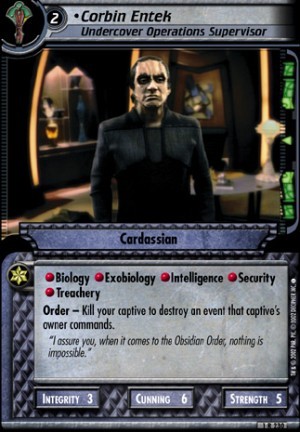 2
•Corbin Entek
Undercover Operations Supervisor
Cardassian
Biology Exobiology Intelligence Security
Treachery
Order – Kill your captive to destroy an event that captive's
owner commands.
"I assure you, when it comes to the Obsidian Order, nothing is
impossible."
INTEGRITY 3 CUNNING 6 STRENGTH 5